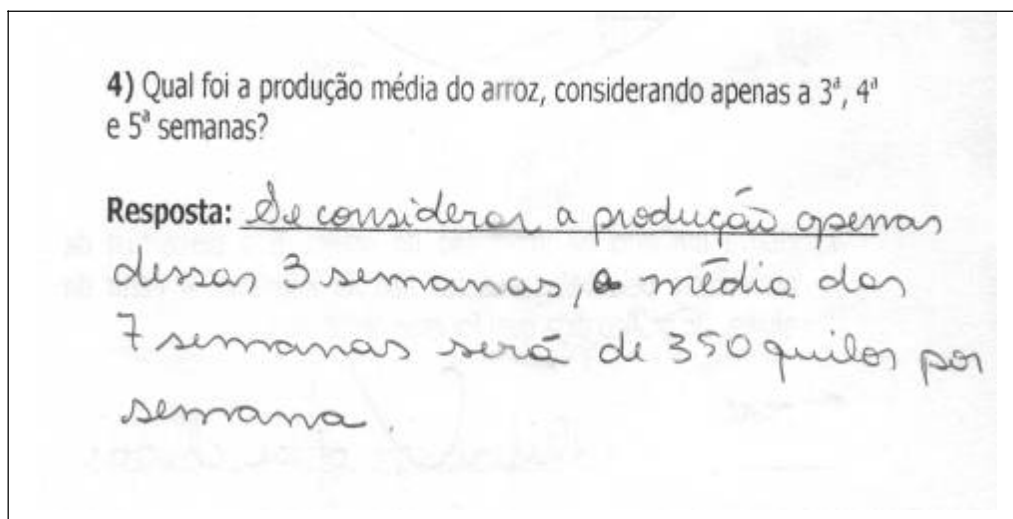 4) Qual foi a produção média do arroz, considerando apenas a 3ª, 4ª
e 5ª semanas?
Resposta: Se considerar a produção apenas
dessas 3 semanas, a média das
7 semanas será de 350 quilos por
semana.